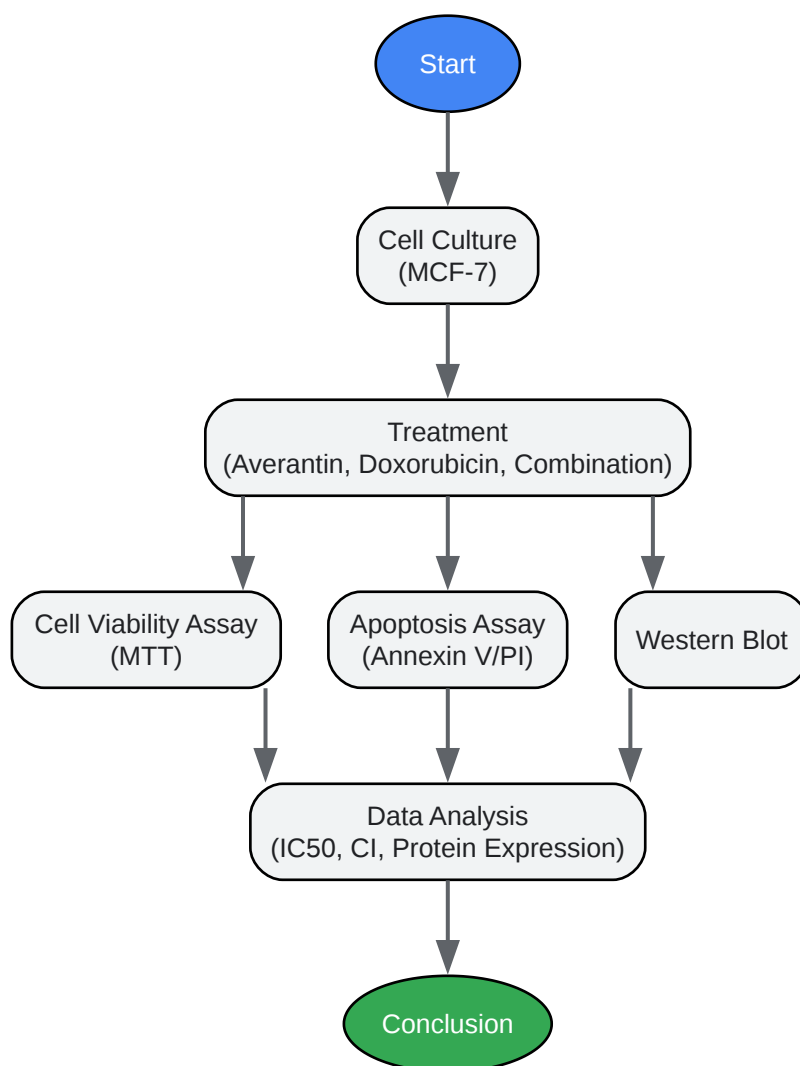 Start
Cell Culture
(MCF-7)
Treatment
(Averantin, Doxorubicin, Combination)
Cell Viability Assay
(MTT)
Apoptosis Assay
(Annexin V/PI)
Western Blot
Data Analysis
(IC50, CI, Protein Expression)
Conclusion